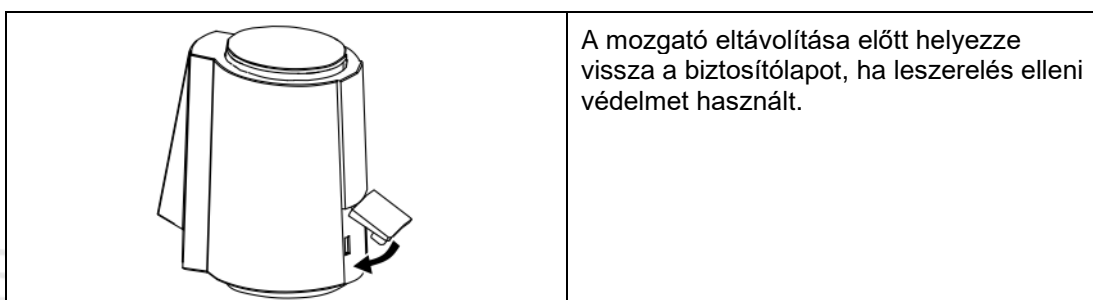 A mozgató eltávolítása előtt helyezze
vissza a biztosítólapot, ha leszerelés elleni
védelmet használt.